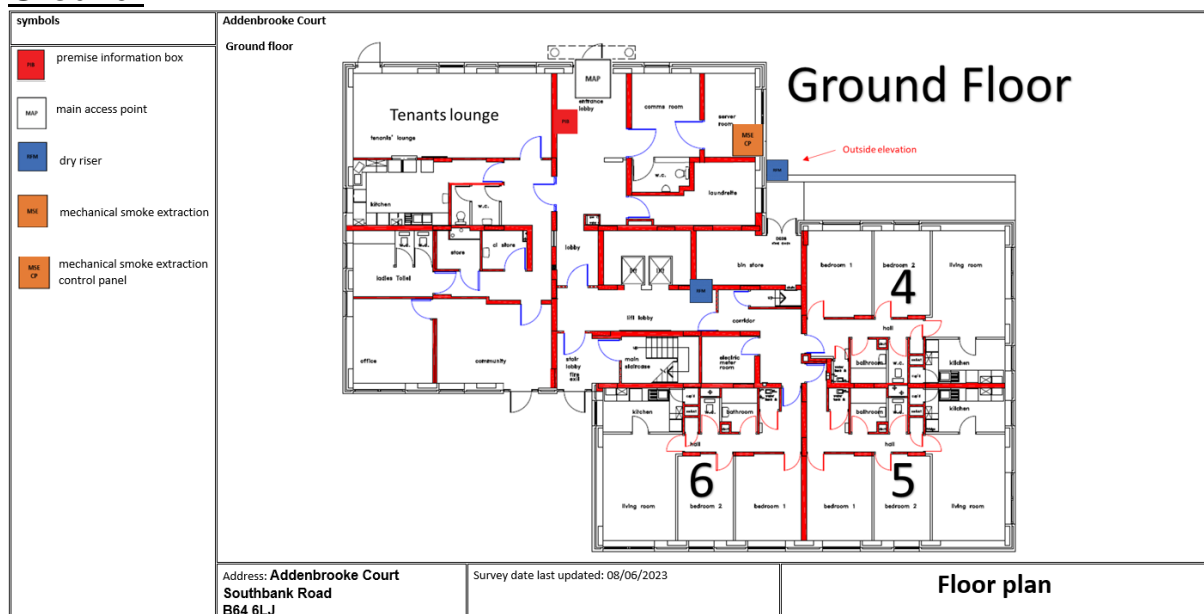 symbols
PIB
premise information box
MAP
main access point
dry riser
MSE
mechanical smoke extraction
MSE
CP
mechanical smoke extraction
control panel
Addenbrooke Court
Ground floor
Ground Floor
MAP
entrance
lobby
PIB
comms room
server
room
MSE
CP
Outside elevation
Tenants lounge
tenants' lounge
kitchen
w.c.
w.c.
laundrette
lobby
store
cl store
ladies Toilet
bin store
lift lobby
corridor
office
community
stair
lobby
fire
exit
main
staircase
electric
meter
room
bedroom 1
bedroom 2
living room
4
hall
bathroom
w.c.
kitchen
kitchen
w.c.
bathroom
hall
6
living room
bedroom 2
bedroom 1
bathroom
w.c.
kitchen
hall
5
bedroom 1
bedroom 2
living room
Address: Addenbrooke Court
Southbank Road
B64 6LJ
Survey date last updated: 08/06/2023
Floor plan